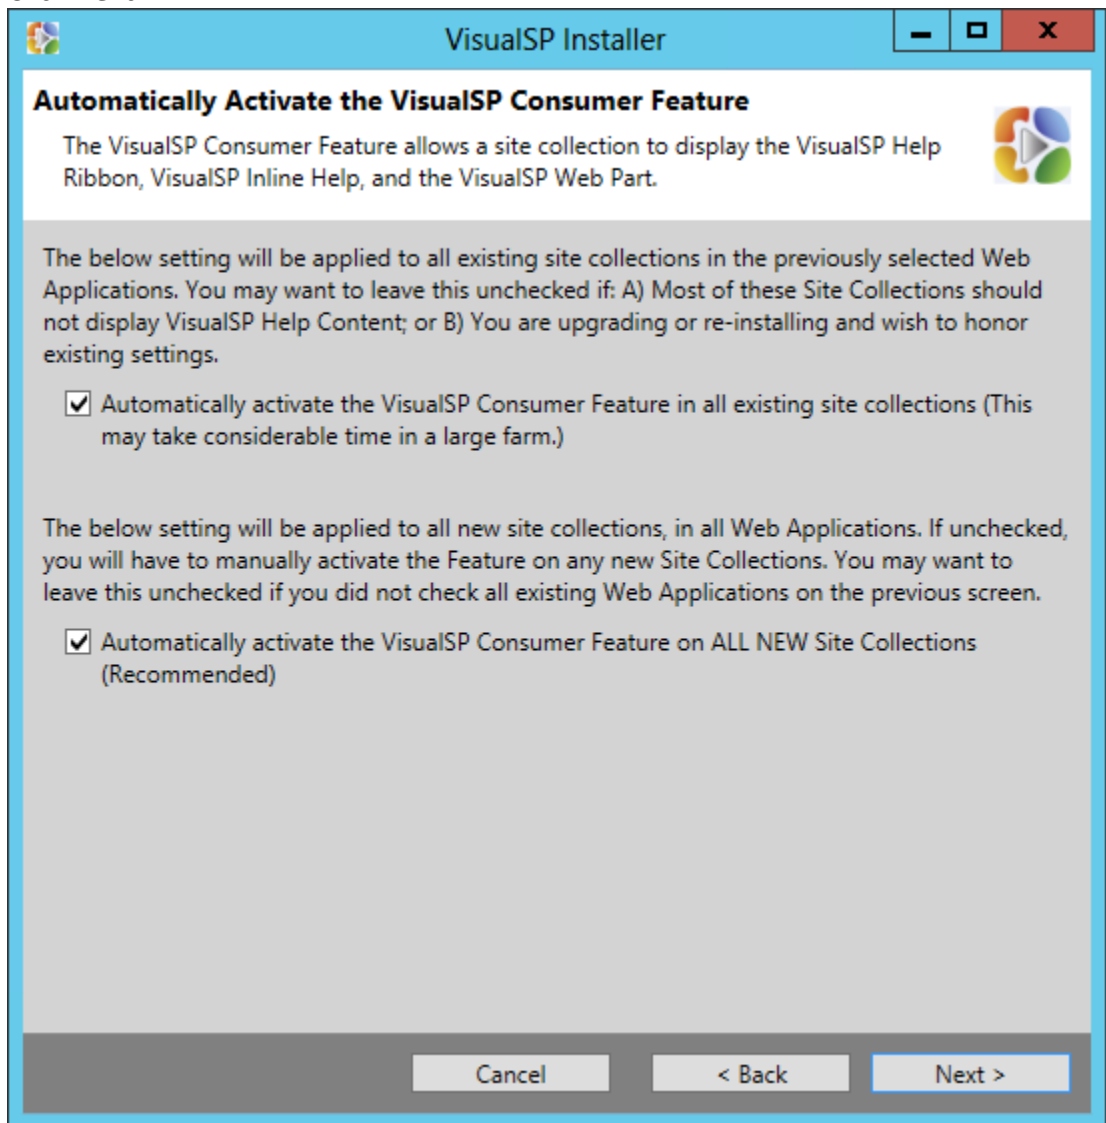 VisualSP Installer
Automatically Activate the VisualSP Consumer Feature
The VisualSP Consumer Feature allows a site collection to display the VisualSP Help
Ribbon, VisualSP Inline Help, and the VisualSP Web Part.
The below setting will be applied to all existing site collections in the previously selected Web
Applications. You may want to leave this unchecked if: A) Most of these Site Collections should
not display VisualSP Help Content; or B) You are upgrading or re-installing and wish to honor
existing settings.
Automatically activate the VisualSP Consumer Feature in all existing site collections (This
may take considerable time in a large farm.)
The below setting will be applied to all new site collections, in all Web Applications. If unchecked,
you will have to manually activate the Feature on any new Site Collections. You may want to
leave this unchecked if you did not check all existing Web Applications on the previous screen.
Automatically activate the VisualSP Consumer Feature on ALL NEW Site Collections
(Recommended)
Cancel
< Back
Next >